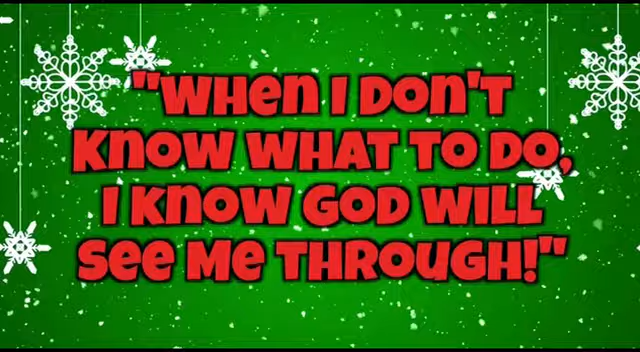 "WHEN I DON'T
KNOW WHAT TO DO,
I KNOW GOD WILL
SEE ME THROUGH!"